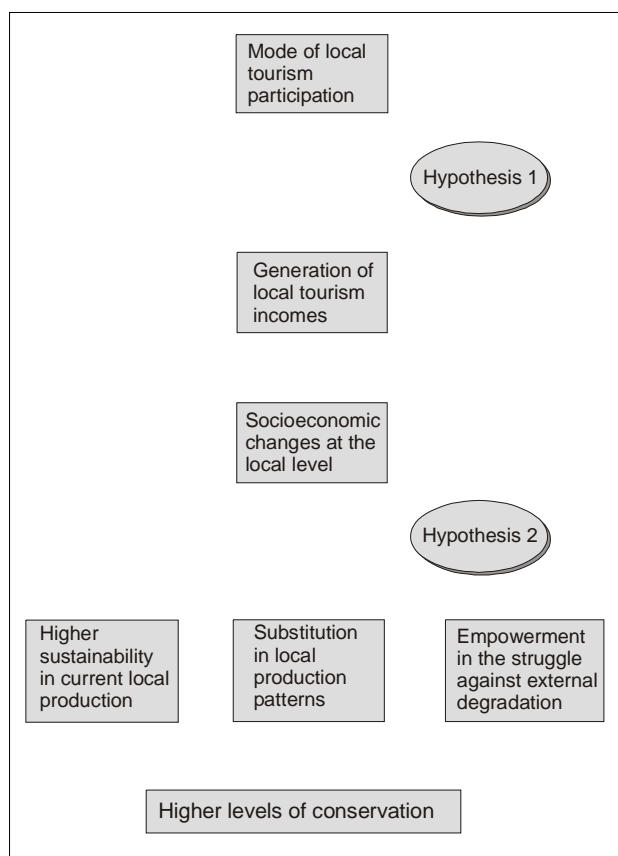 Mode of local
tourism
participation
Hypothesis 1
Generation of
local tourism
incomes
Socioeconomic
changes at the
local level
Hypothesis 2
Higher
sustainability
in current local
production
Substitution
in local
production
patterns
Empowerment
in the struggle
against external
degradation
Higher levels of conservation